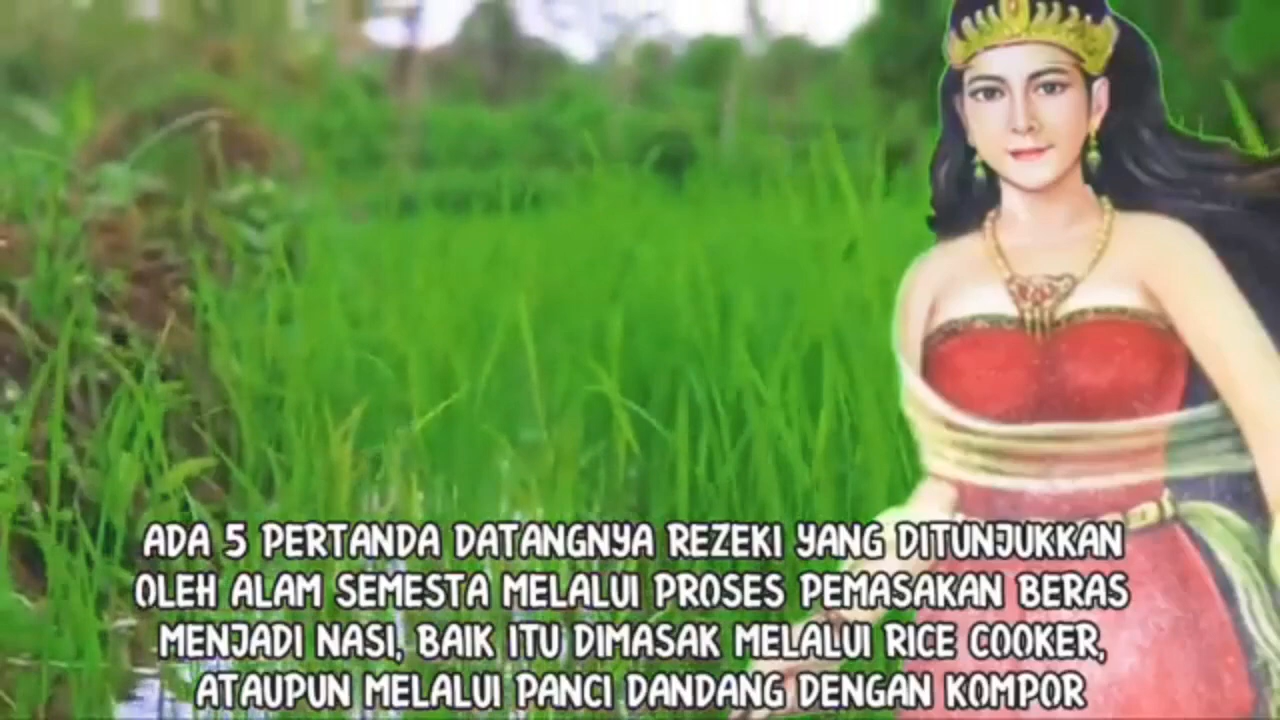 ADA 5 PERTANDA DATANGNYA REZEKI YANG DITUNJUKKAN
OLEH ALAM SEMESTA MELALUI PROSES PEMASAKAN BERAS
MENJADI NASI, BAIK ITU DIMASAK MELALUI RICE COOKER,
ATAUPUN MELALUI PANCI DANDANG DENGAN KOMPOR